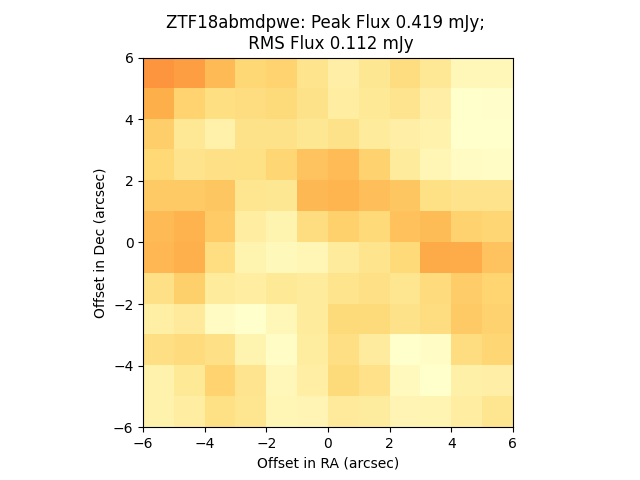 ZTF18abmdpwe: Peak Flux 0.419 mJy;
RMS Flux 0.112 mJy
6
4
2
0
−2
−4
−6
Offset in Dec (arcsec)
−6 −4 −2 0 2 4 6
Offset in RA (arcsec)